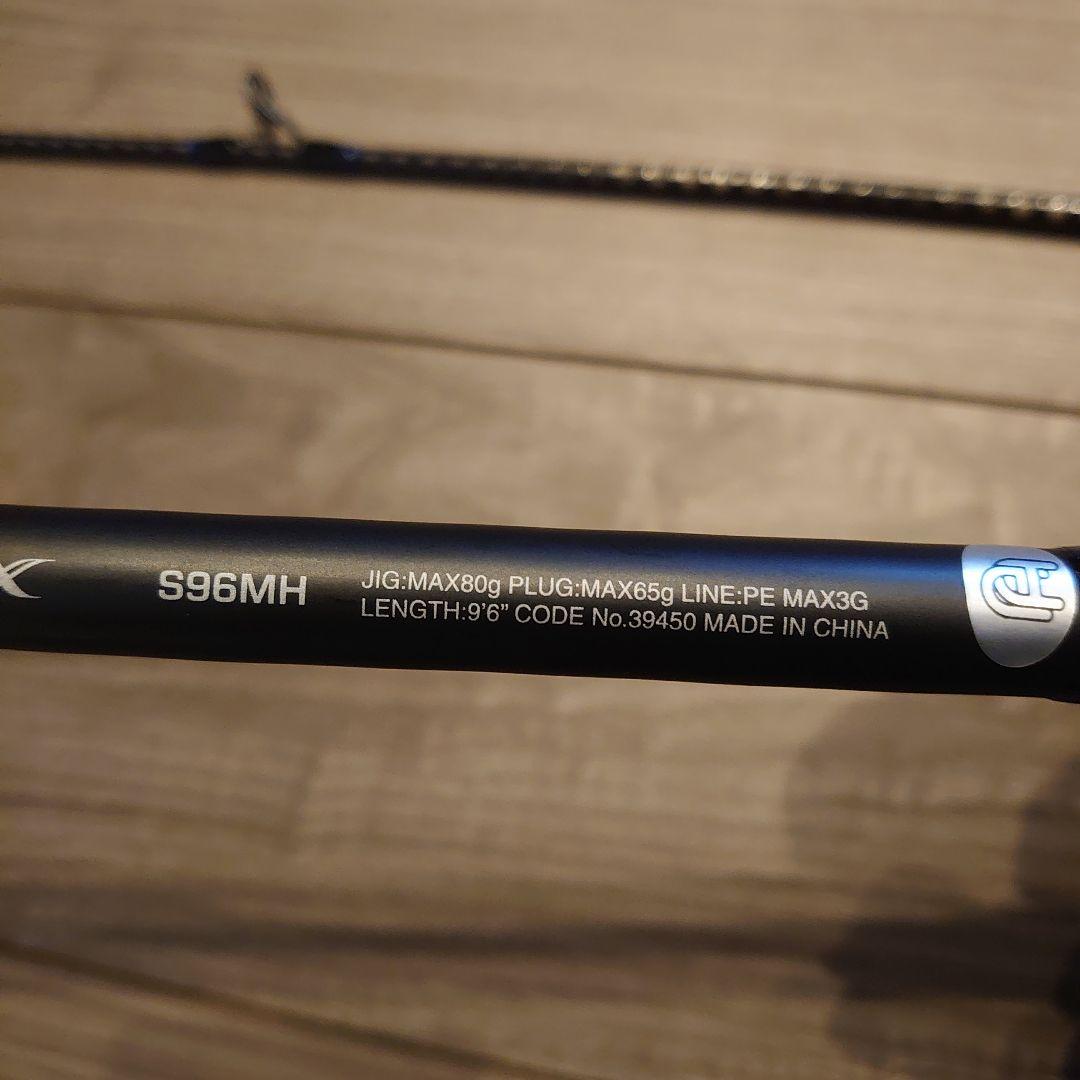 X S96MH
JIG:MAX80g PLUG:MAX65g LINE:PE MAX3G
LENGTH:9'6" CODE No.39450 MADE IN CHINA